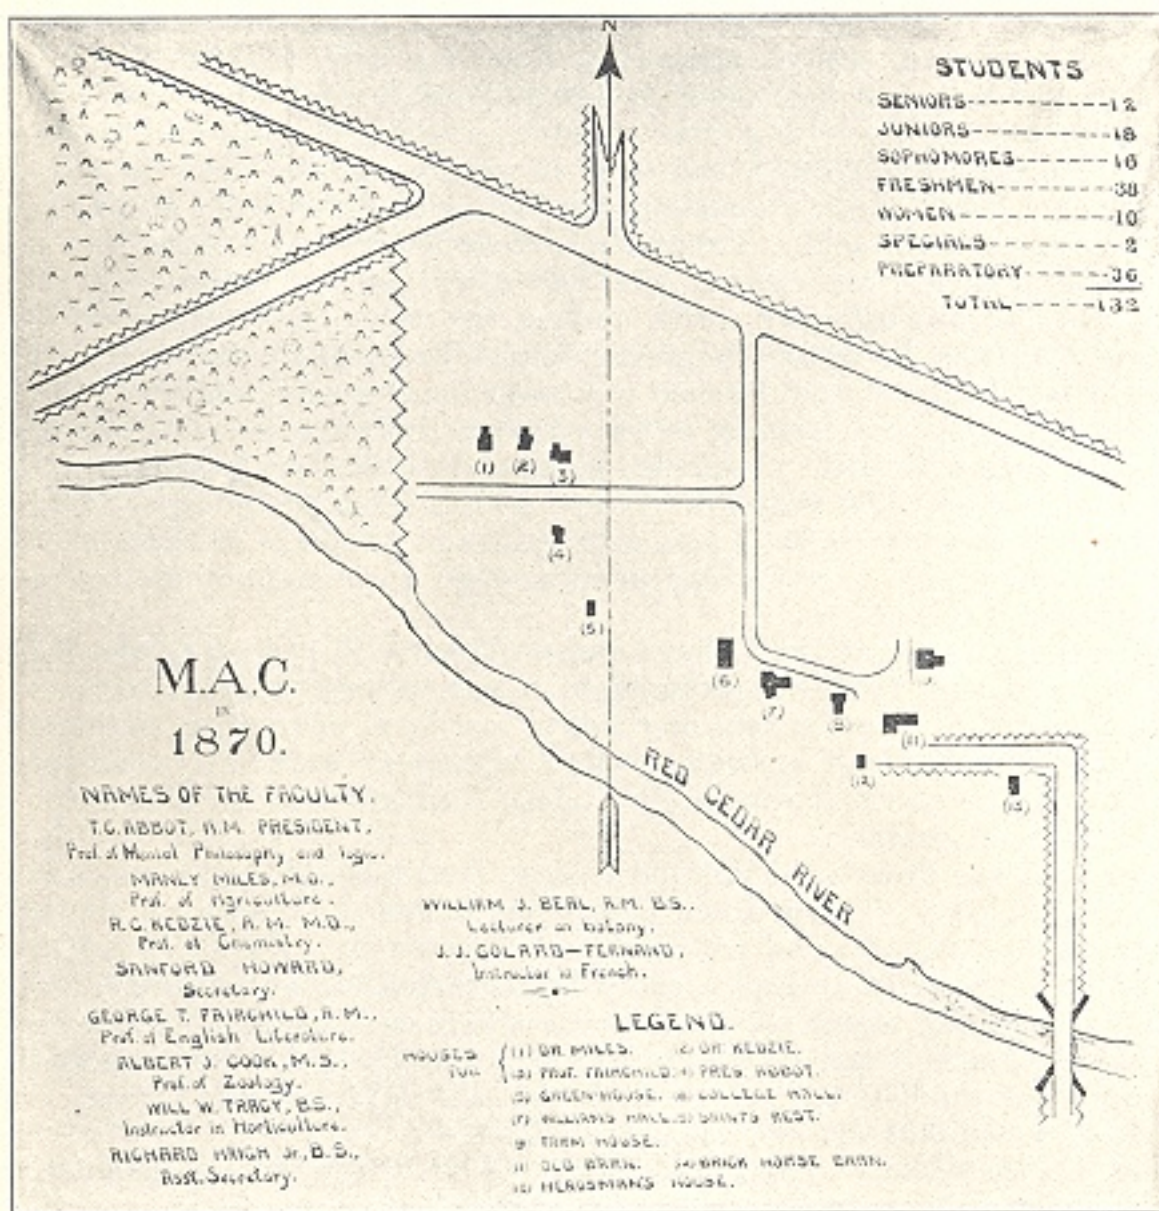 N
STUDENTS
SENIORS----------12
JUNIORS----------18
SOPHOMORES------16
FRESHMEN---------38
WOMEN-----------10
SPECIALS----------2
PREPARATORY-----36
TOTAL------132
(1) (2) (3)
(4)
(5)
(6)
(7)
(8)
(11)
(12)
RED CEDAR RIVER
M.A.C.
IN
1870.
NAMES OF THE FACULTY.
T.C. ABBOT, A.M. PRESIDENT,
Prof. of Mental Philosophy and logic.
MANLY MILES, M.D.,
Prof. of Agriculture.
R.C. KEDZIE, A.M. M.D.,
Prof. of Chemistry.
SANFORD HOWARD,
Secretary.
GEORGE T. FAIRCHILD, A.M.,
Prof. of English Literature.
ALBERT J. COOK, M.S.,
Prof. of Zoology.
WILL W. TRACY, B.S.,
Instructor in Horticulture.
RICHARD HAIGH Jr., B.S.,
Asst. Secretary.
WILLIAM J. BEAL, A.M. B.S.,
Lecturer on botany.
J.J. COLARD-FERNAND,
Instructor in French.
LEGEND.
HOUSES FOR (1) DR. MILES. (2) DR. KEDZIE.
(3) PROF. FAIRCHILD. (4) PRES. ABBOT.
(5) GREEN-HOUSE. (6) COLLEGE HALL.
(7) WILLIAMS HALL. SAINTS REST.
FARM HOUSE.
OLD BARN. BRICK HORSE BARN.
HERDSMAN'S HOUSE.